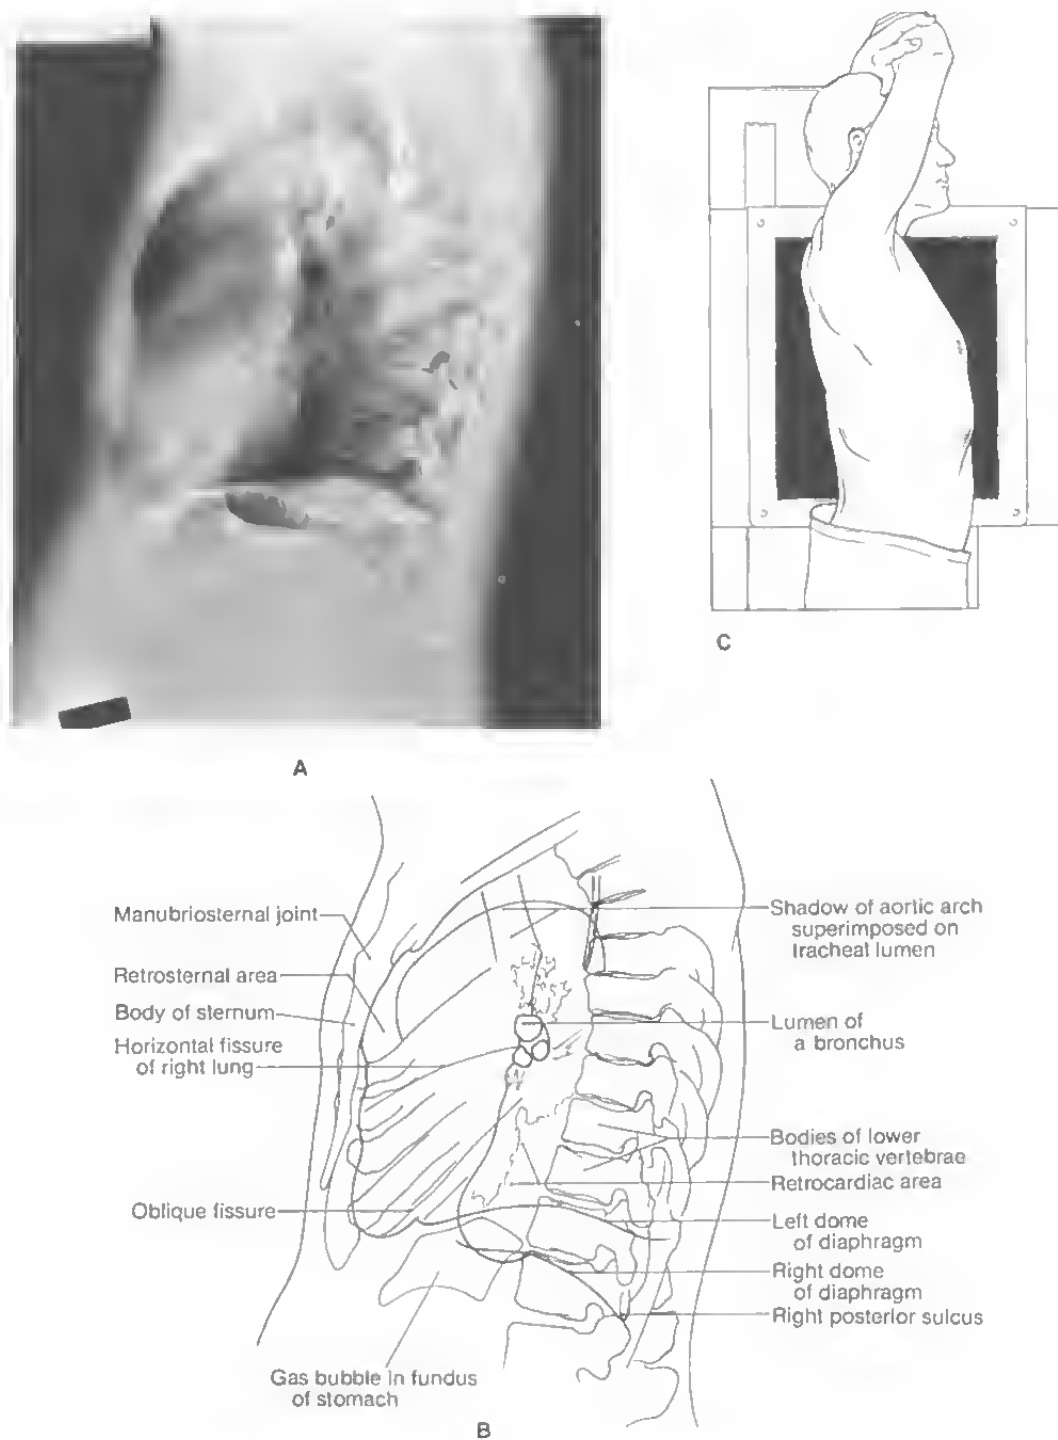 C
A
Manubriosternal joint
Retrosternal area
Body of sternum
Horizontal fissure
of right lung
Oblique fissure
Gas bubble in fundus
of stomach
Shadow of aortic arch
superimposed on
tracheal lumen
Lumen of
a bronchus
Bodies of lower
thoracic vertebrae
Retrocardiac area
Left dome
of diaphragm
Right dome
of diaphragm
Right posterior sulcus
B